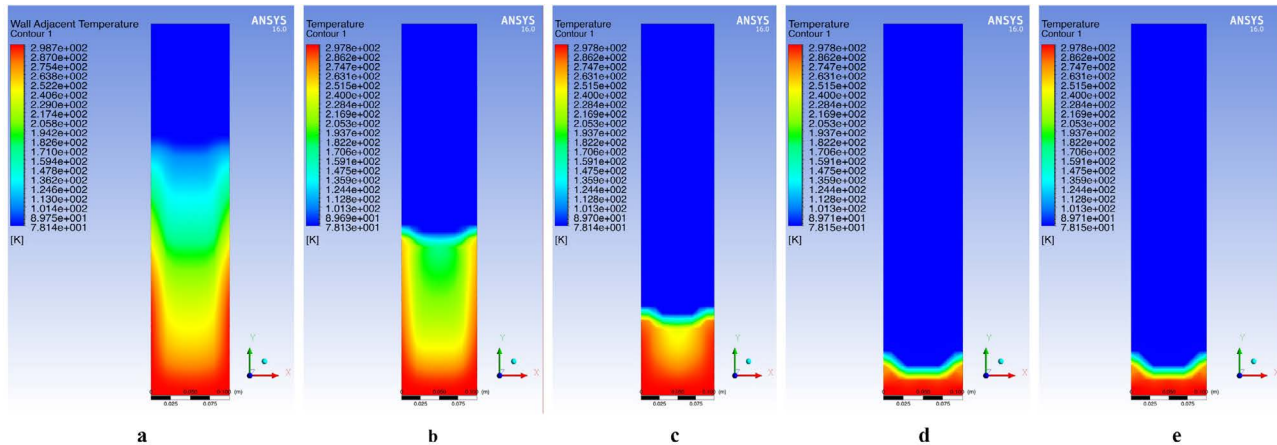 ANSYS
16.0
Wall Adjacent Temperature
Contour 1
2.987e+002
2.870e+002
2.754e+002
2.638e+002
2.522e+002
2.406e+002
2.290e+002
2.174e+002
2.058e+002
1.942e+002
1.826e+002
1.710e+002
1.594e+002
1.478e+002
1.362e+002
1.246e+002
1.130e+002
1.014e+002
8.975e+001
7.814e+001
[K]
Y
X
0.100 (m)
0.025
0.075
a
ANSYS
16.0
Temperature
Contour 1
2.978e+002
2.862e+002
2.747e+002
2.631e+002
2.515e+002
2.400e+002
2.284e+002
2.169e+002
2.053e+002
1.937e+002
1.822e+002
1.706e+002
1.591e+002
1.475e+002
1.359e+002
1.244e+002
1.128e+002
1.013e+002
8.969e+001
7.813e+001
[K]
Y
X
0.100 (m)
0.025
0.075
b
ANSYS
16.0
Temperature
Contour 1
2.978e+002
2.862e+002
2.747e+002
2.631e+002
2.515e+002
2.400e+002
2.284e+002
2.169e+002
2.053e+002
1.937e+002
1.822e+002
1.706e+002
1.591e+002
1.475e+002
1.359e+002
1.244e+002
1.128e+002
1.013e+002
8.970e+001
7.814e+001
[K]
Y
X
0.100 (m)
0.025
0.075
c
ANSYS
16.0
Temperature
Contour 1
2.978e+002
2.862e+002
2.747e+002
2.631e+002
2.515e+002
2.400e+002
2.284e+002
2.169e+002
2.053e+002
1.937e+002
1.822e+002
1.706e+002
1.591e+002
1.475e+002
1.359e+002
1.244e+002
1.128e+002
1.013e+002
8.971e+001
7.815e+001
[K]
Y
X
0.100 (m)
0.025
0.075
d
ANSYS
16.0
Temperature
Contour 1
2.978e+002
2.862e+002
2.747e+002
2.631e+002
2.515e+002
2.400e+002
2.284e+002
2.169e+002
2.053e+002
1.937e+002
1.822e+002
1.706e+002
1.591e+002
1.475e+002
1.359e+002
1.244e+002
1.128e+002
1.013e+002
8.971e+001
7.815e+001
[K]
Y
X
0.100 (m)
0.025
0.075
e